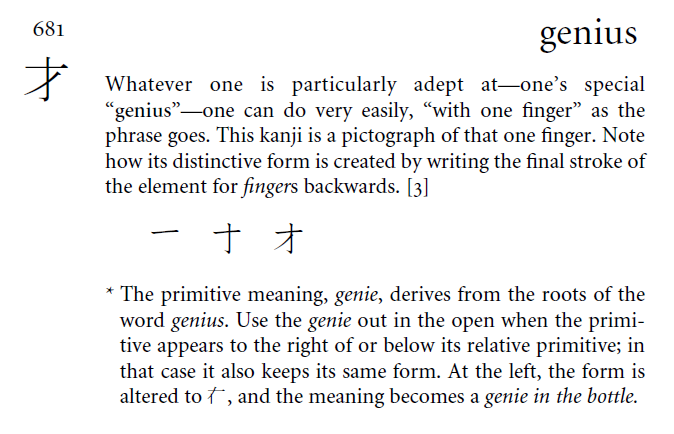 681
genius
才
Whatever one is particularly adept at—one’s special
“genius”—one can do very easily, “with one finger” as the
phrase goes. This kanji is a pictograph of that one finger. Note
how its distinctive form is created by writing the final stroke of
the element for fingers backwards. [3]
一 寸 才
* The primitive meaning, genie, derives from the roots of the
word genius. Use the genie out in the open when the primi-
tive appears to the right of or below its relative primitive; in
that case it also keeps its same form. At the left, the form is
altered to , and the meaning becomes a genie in the bottle.